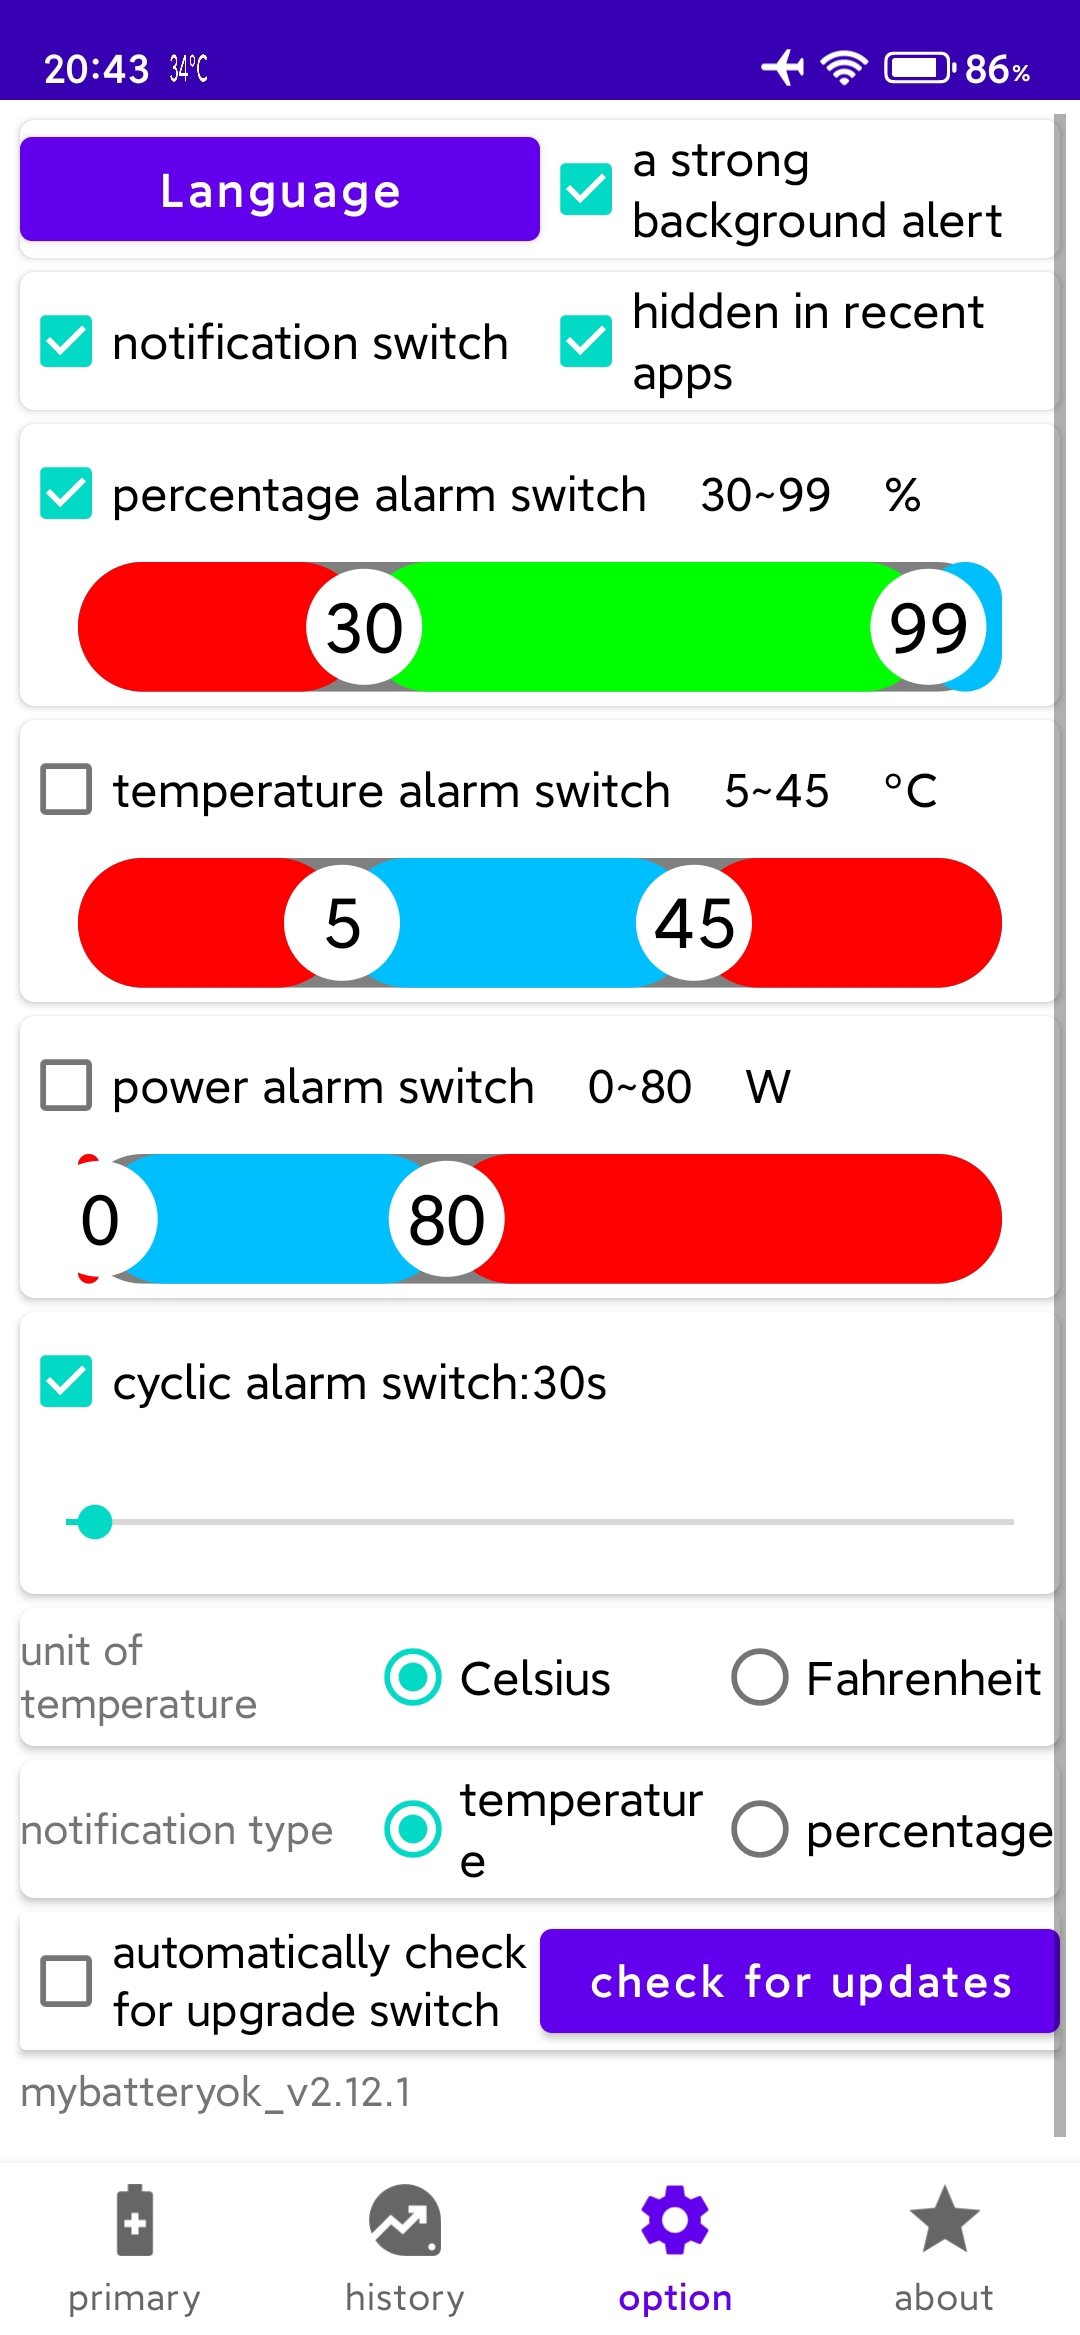 20:43 34°C 86%
Language
a strong
background alert
notification switch
hidden in recent
apps
percentage alarm switch 30~99 %
30 99
temperature alarm switch 5~45 °C
5 45
power alarm switch 0~80 W
0 80
cyclic alarm switch:30s
unit of
temperature
Celsius
Fahrenheit
notification type
temperatur
e
percentage
automatically check
for upgrade switch
check for updates
mybatteryok_v2.12.1
primary history option about